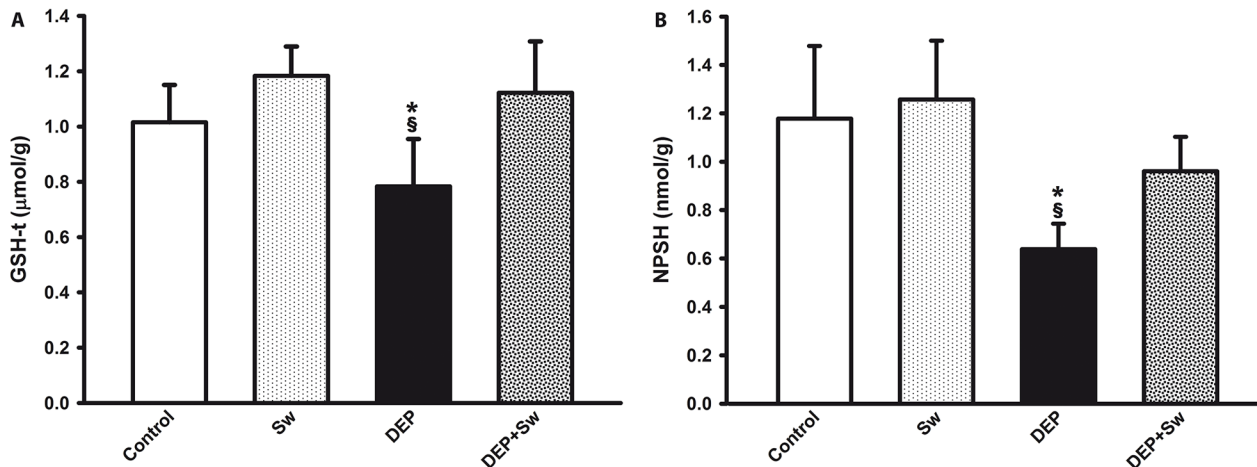 A
GSH-t (μmol/g)
1.4
1.2
1.0
0.8
0.6
0.4
0.2
0.0
*
§
Control
Sw
DEP
DEP+Sw
B
NPSH (nmol/g)
1.6
1.4
1.2
1.0
0.8
0.6
0.4
0.2
0.0
*
§
Control
Sw
DEP
DEP+Sw